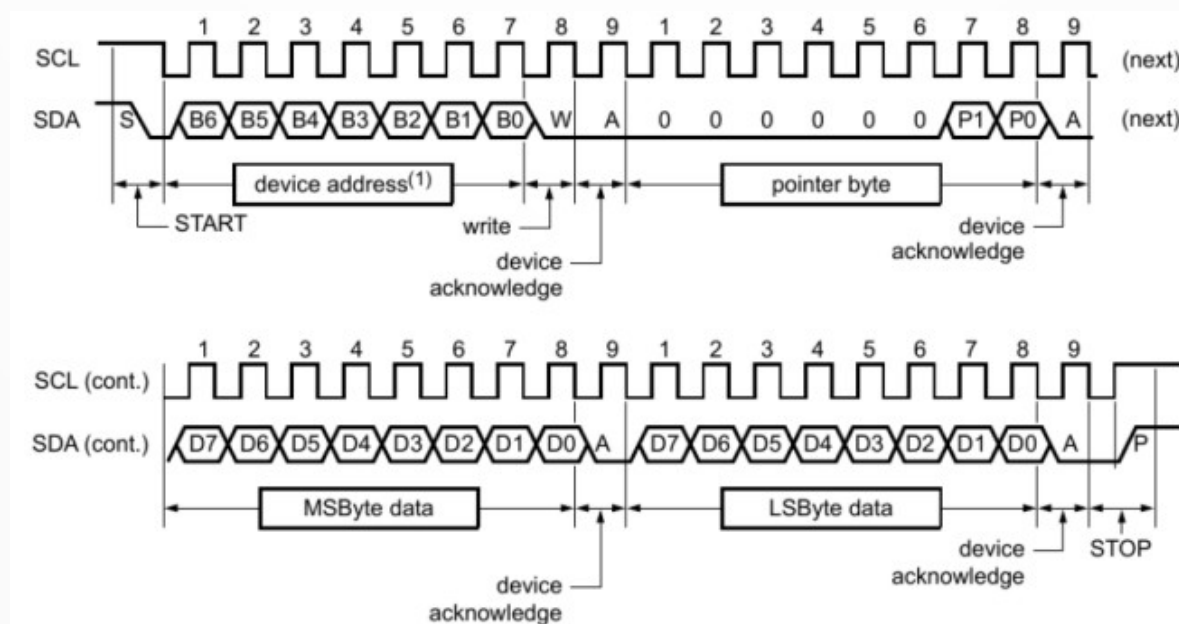 1 2 3 4 5 6 7 8 9 1 2 3 4 5 6 7 8 9
SCL (next)
SDA S B6 B5 B4 B3 B2 B1 B0 W A 0 0 0 0 0 0 P1 P0 A (next)
device address(1) pointer byte
START write device
device acknowledge
acknowledge
1 2 3 4 5 6 7 8 9 1 2 3 4 5 6 7 8 9
SCL (cont.)
SDA (cont.) D7 D6 D5 D4 D3 D2 D1 D0 A D7 D6 D5 D4 D3 D2 D1 D0 A P
MSByte data LSByte data
device STOP
device acknowledge
acknowledge